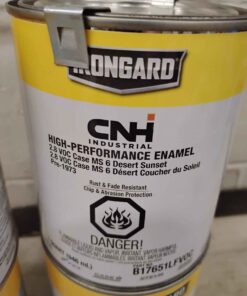 IRONGARD
CNH
INDUSTRIAL
HIGH-PERFORMANCE ENAMEL
2.8 VOC Case MS 6 Desert Sunset
2.8 VOC Case MS 6 Désert Coucher du Soleil
Pre-1973
Rust & Fade Resistant
Chip & Abrasion Protection
DANGER!
B17651LFVOC